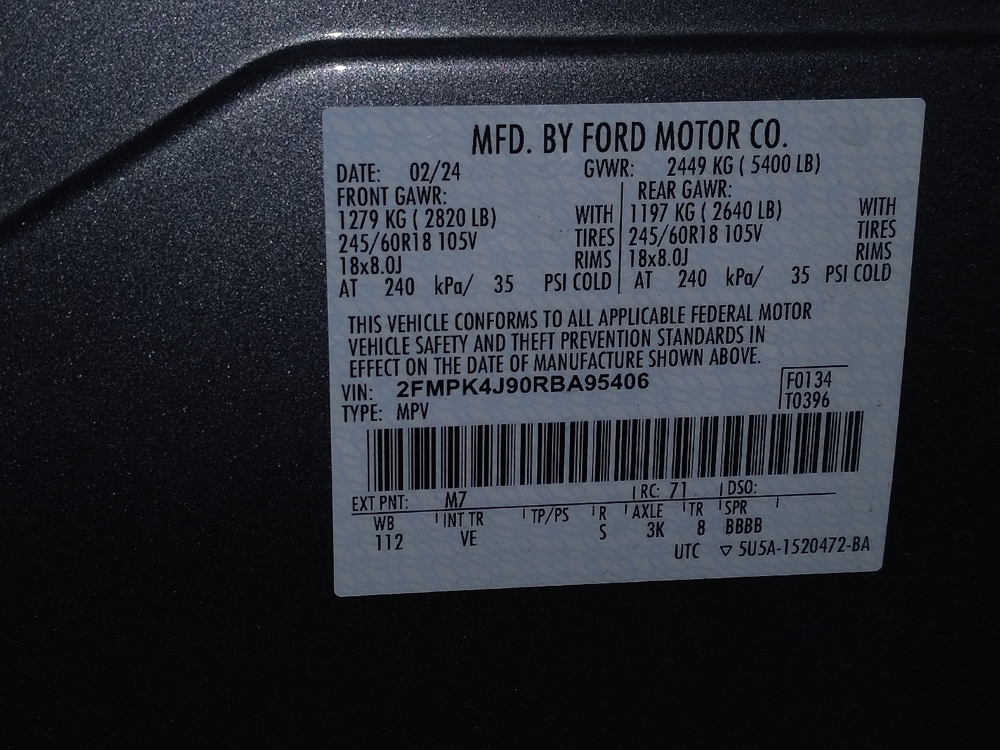 MFD. BY FORD MOTOR CO.
DATE: 02/24 GVWR: 2449 KG ( 5400 LB)
FRONT GAWR: REAR GAWR:
1279 KG ( 2820 LB) WITH 1197 KG ( 2640 LB) WITH
245/60R18 105V TIRES 245/60R18 105V TIRES
18x8.0J RIMS 18x8.0J RIMS
AT 240 kPa/ 35 PSI COLD AT 240 kPa/ 35 PSI COLD
THIS VEHICLE CONFORMS TO ALL APPLICABLE FEDERAL MOTOR
VEHICLE SAFETY AND THEFT PREVENTION STANDARDS IN
EFFECT ON THE DATE OF MANUFACTURE SHOWN ABOVE.
VIN: 2FMPK4J90RBA95406 F0134
TYPE: MPV T0396
EXT PNT: M7 RC: 71 DSO:
WB INT TR TP/PS R AXLE TR SPR
112 VE S 3K 8 BBBB
UTC ▽ 5U5A-1520472-BA